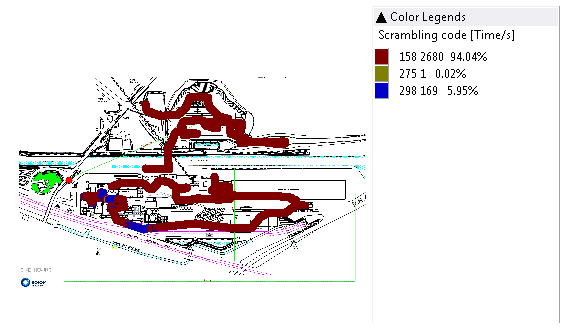 Color Legends
Scrambling code [Time/s]
158 2680 94.04%
275 1 0.02%
298 169 5.95%